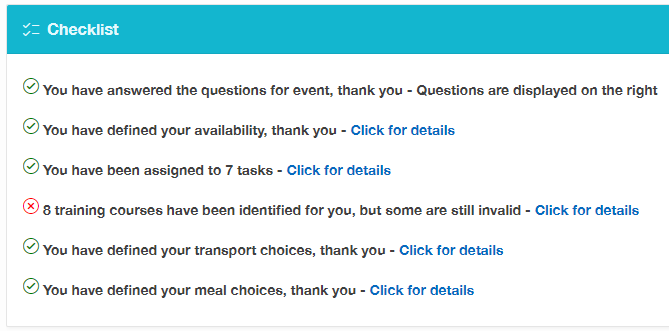 Checklist
You have answered the questions for event, thank you - Questions are displayed on the right
You have defined your availability, thank you - Click for details
You have been assigned to 7 tasks - Click for details
8 training courses have been identified for you, but some are still invalid - Click for details
You have defined your transport choices, thank you - Click for details
You have defined your meal choices, thank you - Click for details